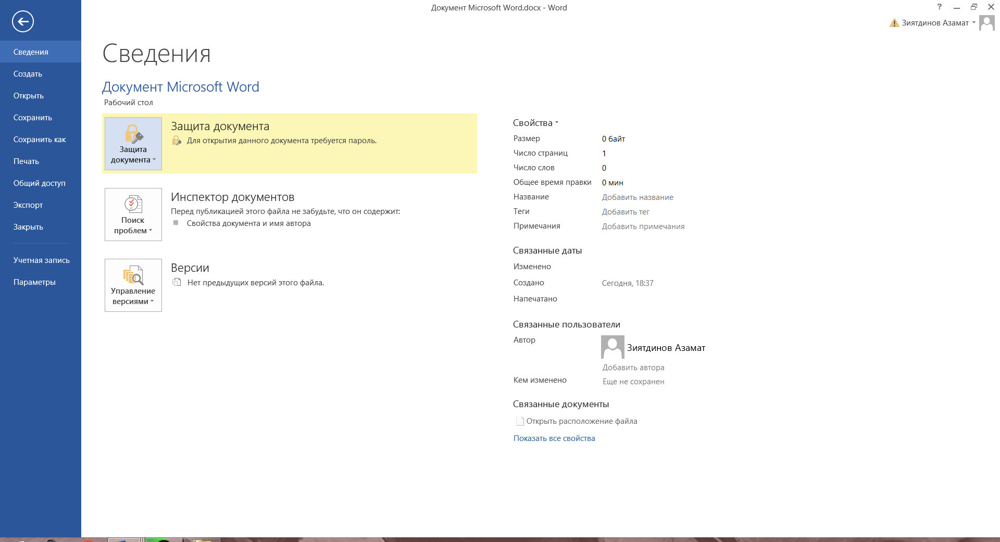 Документ Microsoft Word.docx - Word
?
Зиятдинов Азамат
Сведения
Создать
Открыть
Сохранить
Сохранить как
Печать
Общий доступ
Экспорт
Закрыть
Учетная запись
Параметры
Сведения
Документ Microsoft Word
Рабочий стол
Защита
документа
Защита документа
Для открытия данного документа требуется пароль.
Поиск
проблем
Инспектор документов
Перед публикацией этого файла не забудьте, что он содержит:
Свойства документа и имя автора
Управление
версиями
Версии
Нет предыдущих версий этого файла.
Свойства
Размер 0 байт
Число страниц 1
Число слов 0
Общее время правки 0 мин
Название Добавить название
Теги Добавить тег
Примечания Добавить примечания
Связанные даты
Изменено
Создано Сегодня, 18:37
Напечатано
Связанные пользователи
Автор Зиятдинов Азамат
Добавить автора
Кем изменено Еще не сохранен
Связанные документы
Открыть расположение файла
Показать все свойства